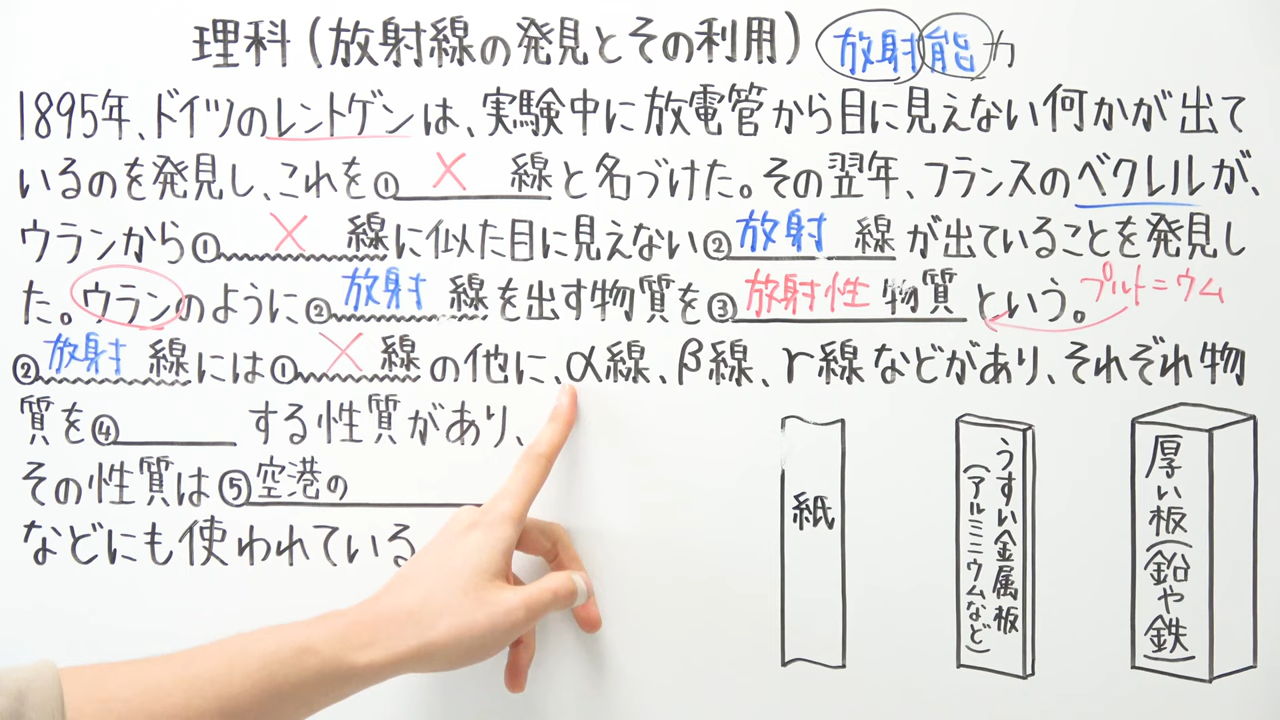 理科(放射線の発見とその利用) 放射能力
1895年、ドイツのレントゲンは、実験中に放電管から目に見えない何かが出て
いるのを発見し、これを①X 線と名づけた。その翌年、フランスのベクレルが、
ウランから①X 線に似た目に見えない②放射 線が出ていることを発見し
た。ウランのように②放射 線を出す物質を③放射性 物質という。プルトニウム
②放射 線には①X 線の他に、α線、β線、γ線などがあり、それぞれ物
質を④ する性質があり、
その性質は⑤空港の
などにも使われている
紙
うすい金属板
(アルミニウムなど)
厚い板(鉛や鉄)